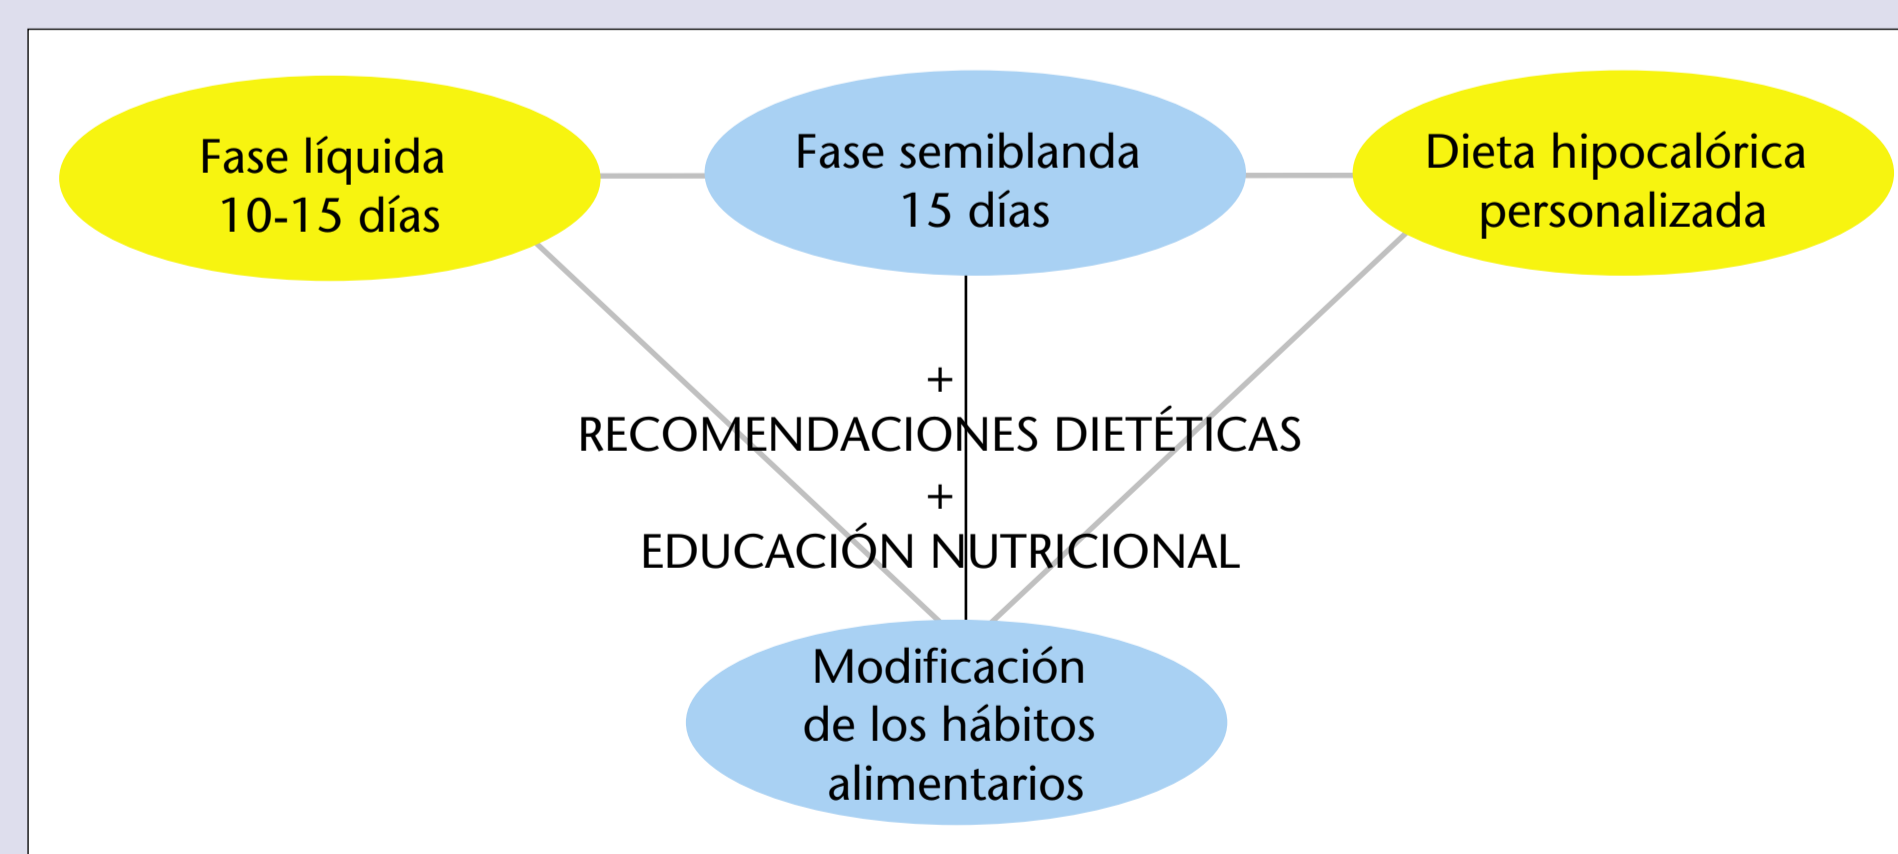 Fase líquida
10-15 días
Fase semiblanda
15 días
Dieta hipocalórica
personalizada
+
RECOMENDACIONES DIETÉTICAS
+
EDUCACIÓN NUTRICIONAL
Modificación
de los hábitos
alimentarios